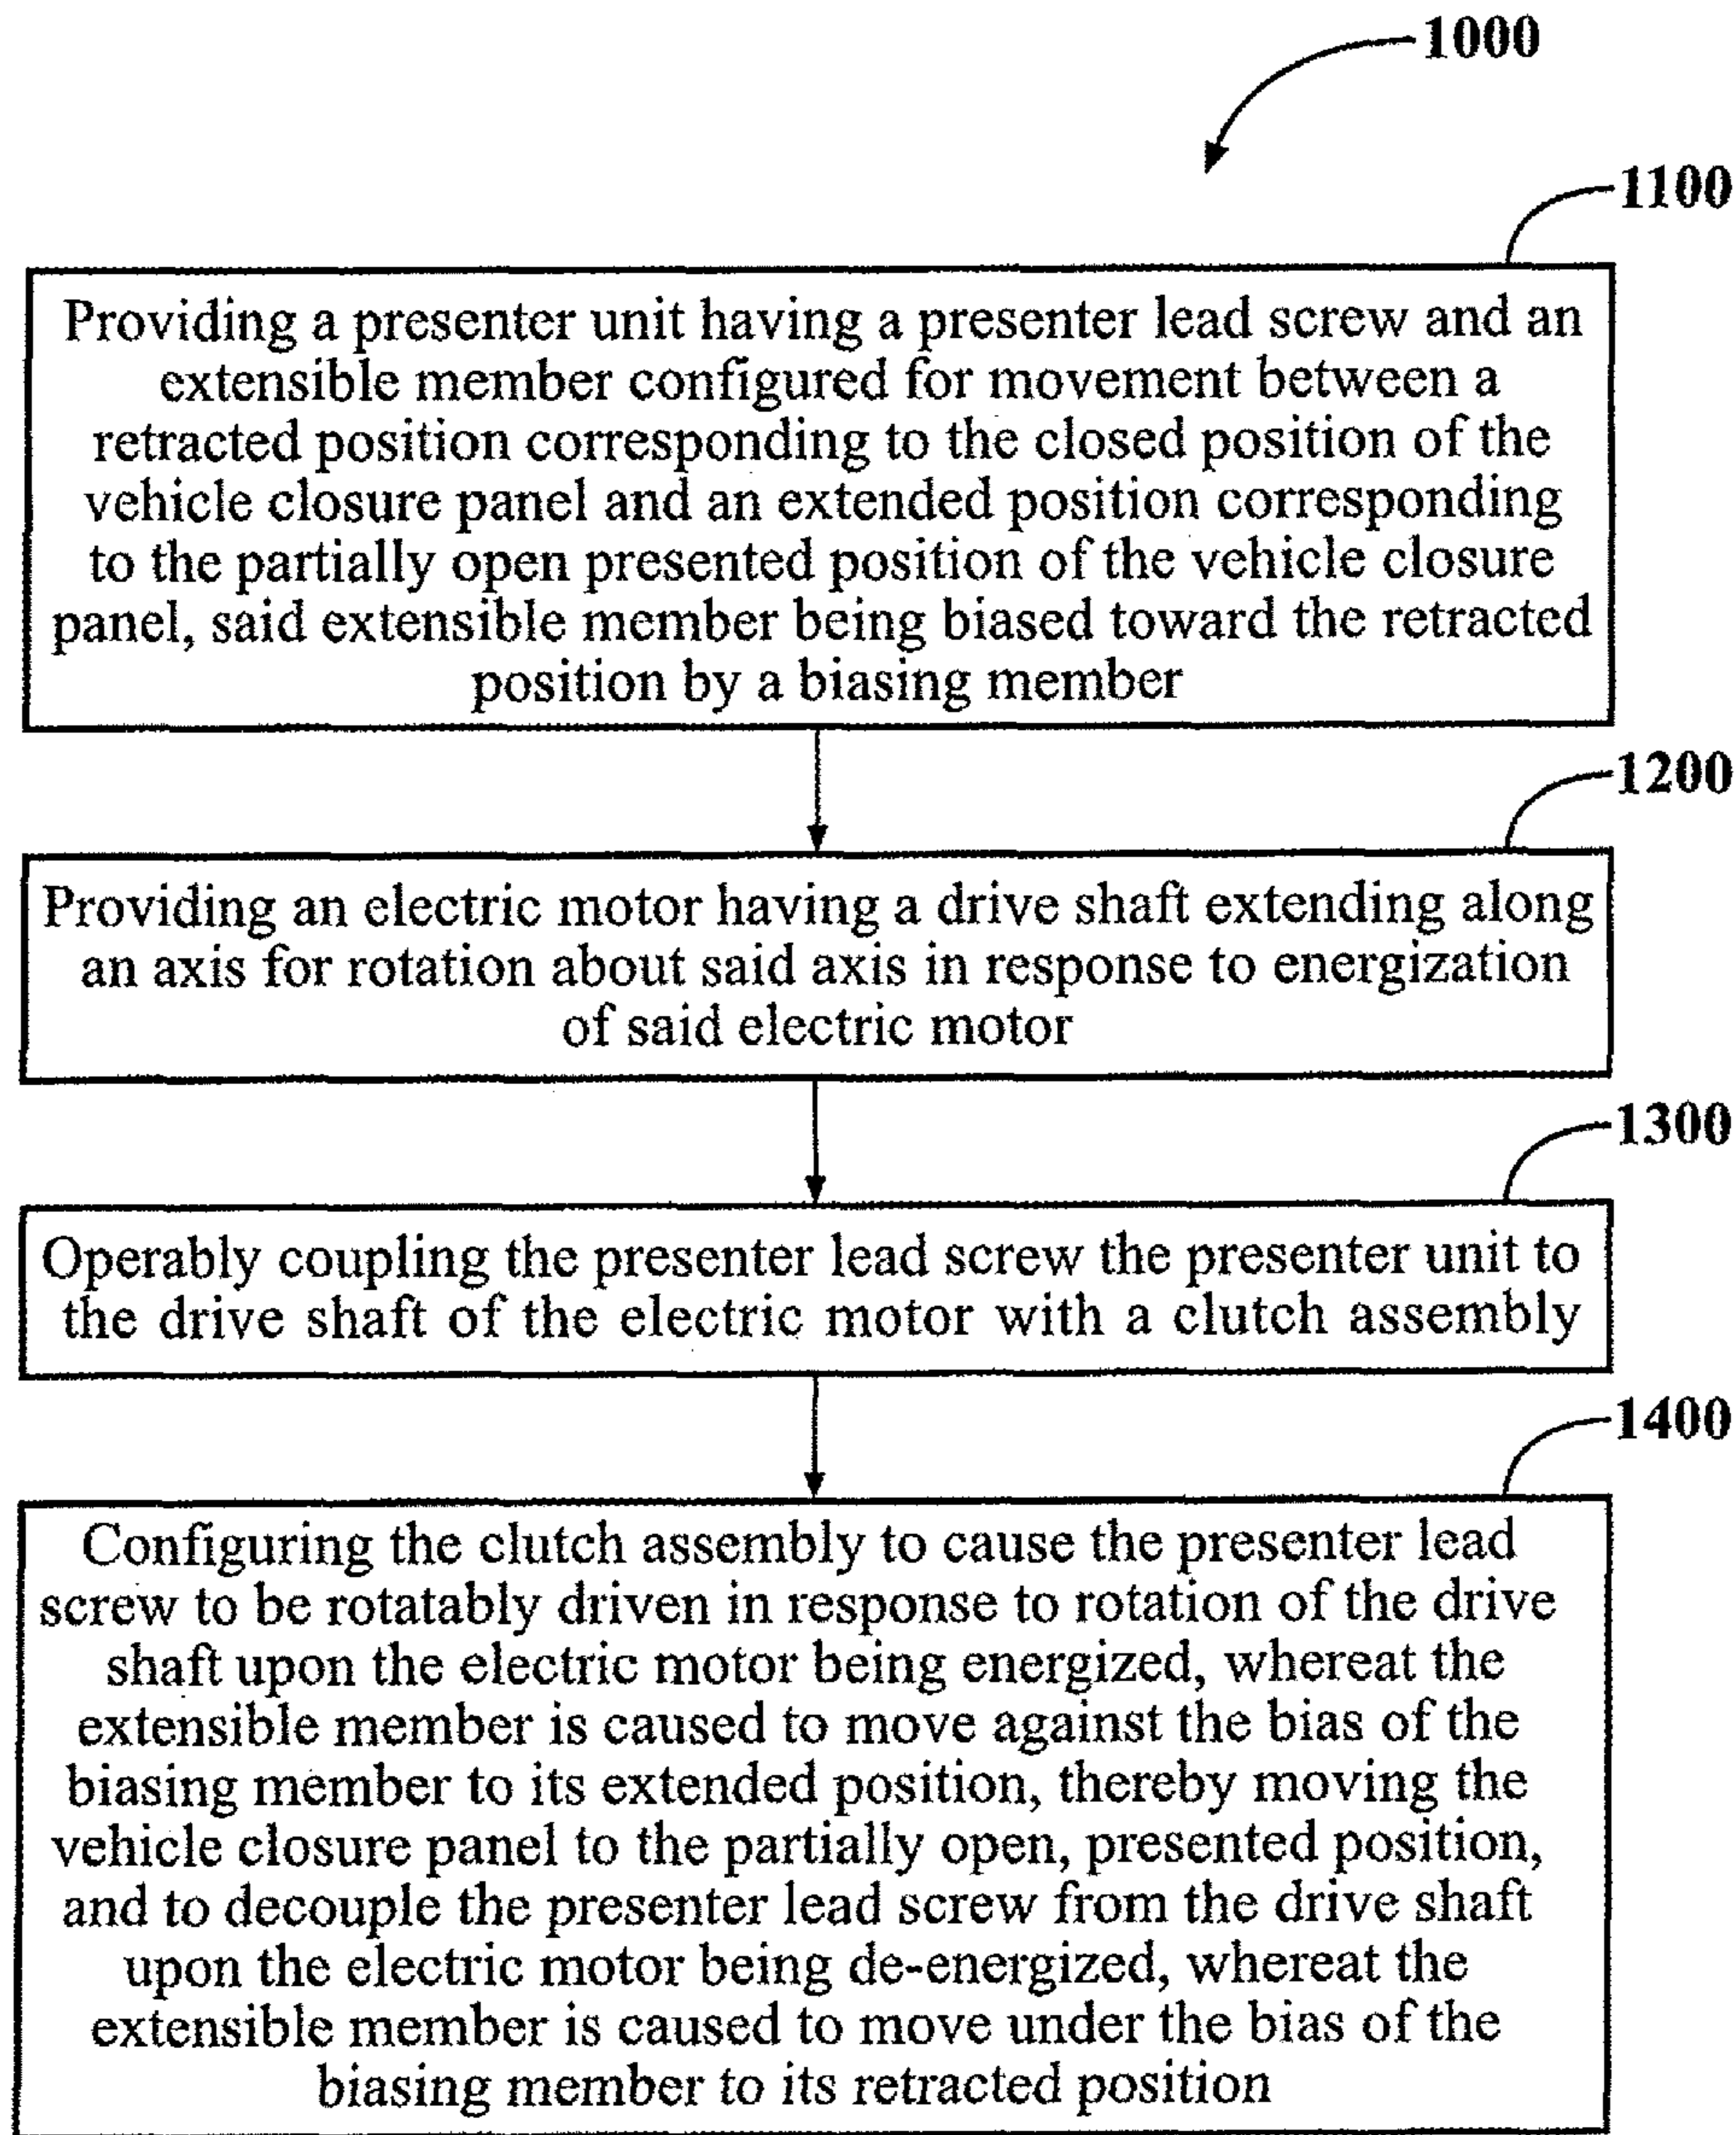 1000
1100
Providing a presenter unit having a presenter lead screw and an
extensible member configured for movement between a
retracted position corresponding to the closed position of the
vehicle closure panel and an extended position corresponding
to the partially open presented position of the vehicle closure
panel, said extensible member being biased toward the retracted
position by a biasing member
1200
Providing an electric motor having a drive shaft extending along
an axis for rotation about said axis in response to energization
of said electric motor
1300
Operably coupling the presenter lead screw the presenter unit to
the drive shaft of the electric motor with a clutch assembly
1400
Configuring the clutch assembly to cause the presenter lead
screw to be rotatably driven in response to rotation of the drive
shaft upon the electric motor being energized, whereat the
extensible member is caused to move against the bias of the
biasing member to its extended position, thereby moving the
vehicle closure panel to the partially open, presented position,
and to decouple the presenter lead screw from the drive shaft
upon the electric motor being de-energized, whereat the
extensible member is caused to move under the bias of the
biasing member to its retracted position